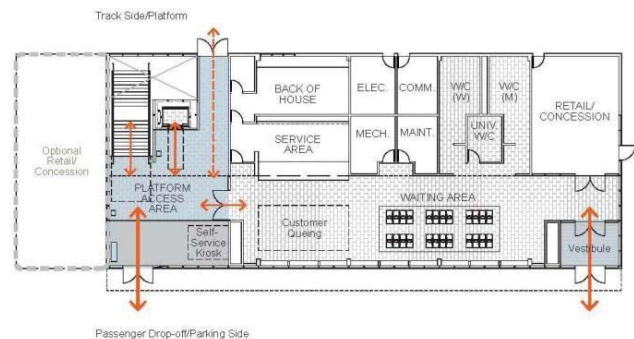 Track Side/Platform
Optional
Retail/
Concession
BACK OF
HOUSE
ELEC.
COMM.
W/C
(W)
W/C
(M)
RETAIL/
CONCESSION
SERVICE
AREA
MECH.
MAINT.
UNIV.
W/C
PLATFORM
ACCESS
AREA
WAITING AREA
Customer
Queing
Self-
Service
Kiosk
Vestibule
Passenger Drop-off/Parking Side